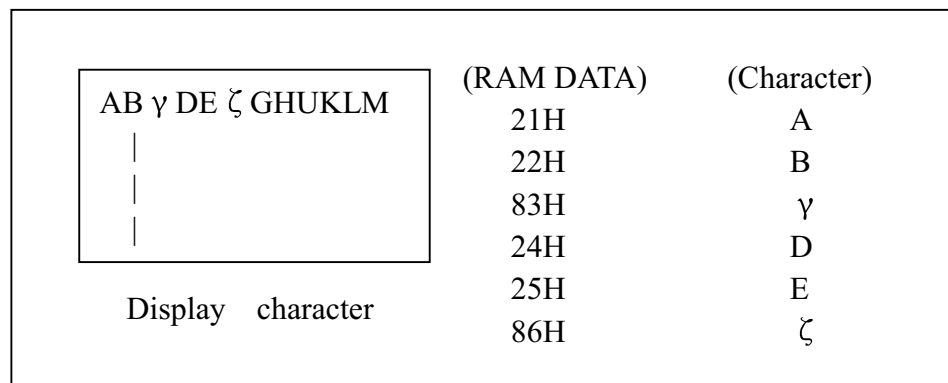 (RAM DATA) (Character)
AB γ DE ζ GHUKLM
21H A
22H B
83H γ
24H D
25H E
86H ζ
Display character